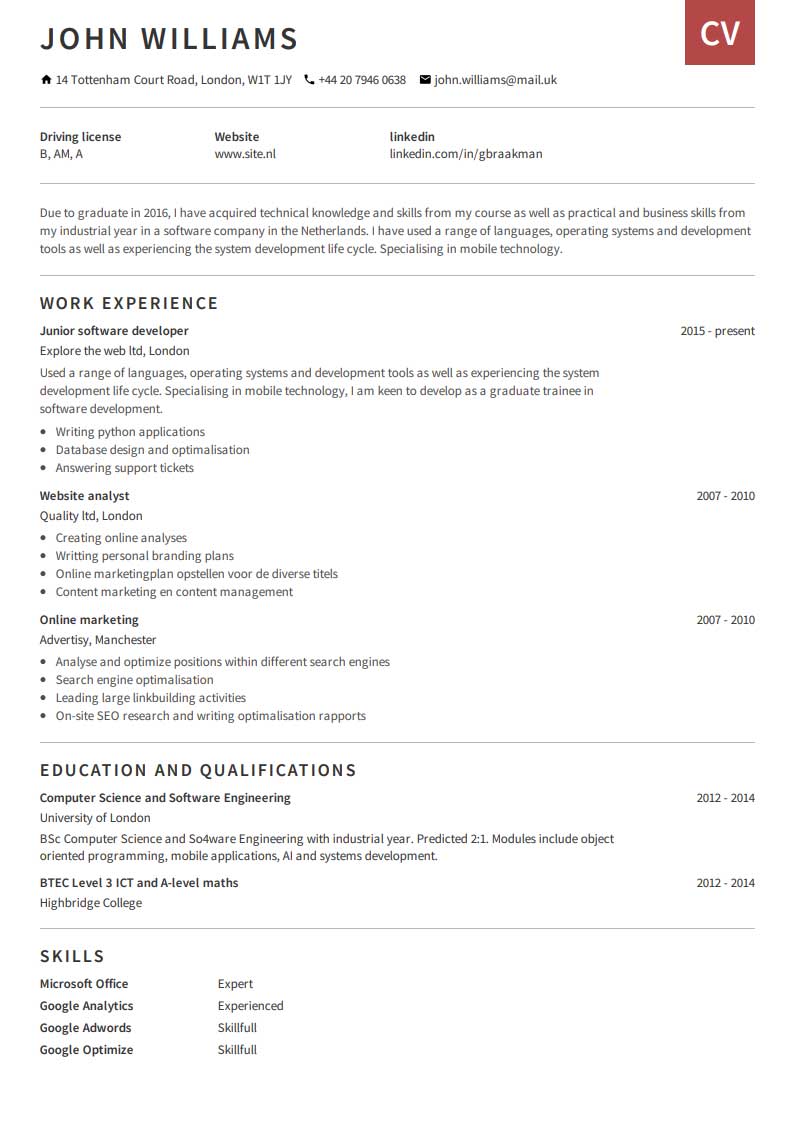 JOHN WILLIAMS
CV
14 Tottenham Court Road, London, W1T 1JY +44 20 7946 0638 john.williams@mail.uk
Driving license Website linkedin
B, AM, A www.site.nl linkedin.com/in/gbraakman
Due to graduate in 2016, I have acquired technical knowledge and skills from my course as well as practical and business skills from
my industrial year in a software company in the Netherlands. I have used a range of languages, operating systems and development
tools as well as experiencing the system development life cycle. Specialising in mobile technology.
WORK EXPERIENCE
Junior software developer 2015 - present
Explore the web ltd, London
Used a range of languages, operating systems and development tools as well as experiencing the system
development life cycle. Specialising in mobile technology, I am keen to develop as a graduate trainee in
software development.
• Writing python applications
• Database design and optimalisation
• Answering support tickets
Website analyst 2007 - 2010
Quality ltd, London
• Creating online analyses
• Writting personal branding plans
• Online marketingplan opstellen voor de diverse titels
• Content marketing en content management
Online marketing 2007 - 2010
Advertisy, Manchester
• Analyse and optimize positions within different search engines
• Search engine optimalisation
• Leading large linkbuilding activities
• On-site SEO research and writing optimalisation rapports
EDUCATION AND QUALIFICATIONS
Computer Science and Software Engineering 2012 - 2014
University of London
BSc Computer Science and So4ware Engineering with industrial year. Predicted 2:1. Modules include object
oriented programming, mobile applications, AI and systems development.
BTEC Level 3 ICT and A-level maths 2012 - 2014
Highbridge College
SKILLS
Microsoft Office Expert
Google Analytics Experienced
Google Adwords Skillfull
Google Optimize Skillfull